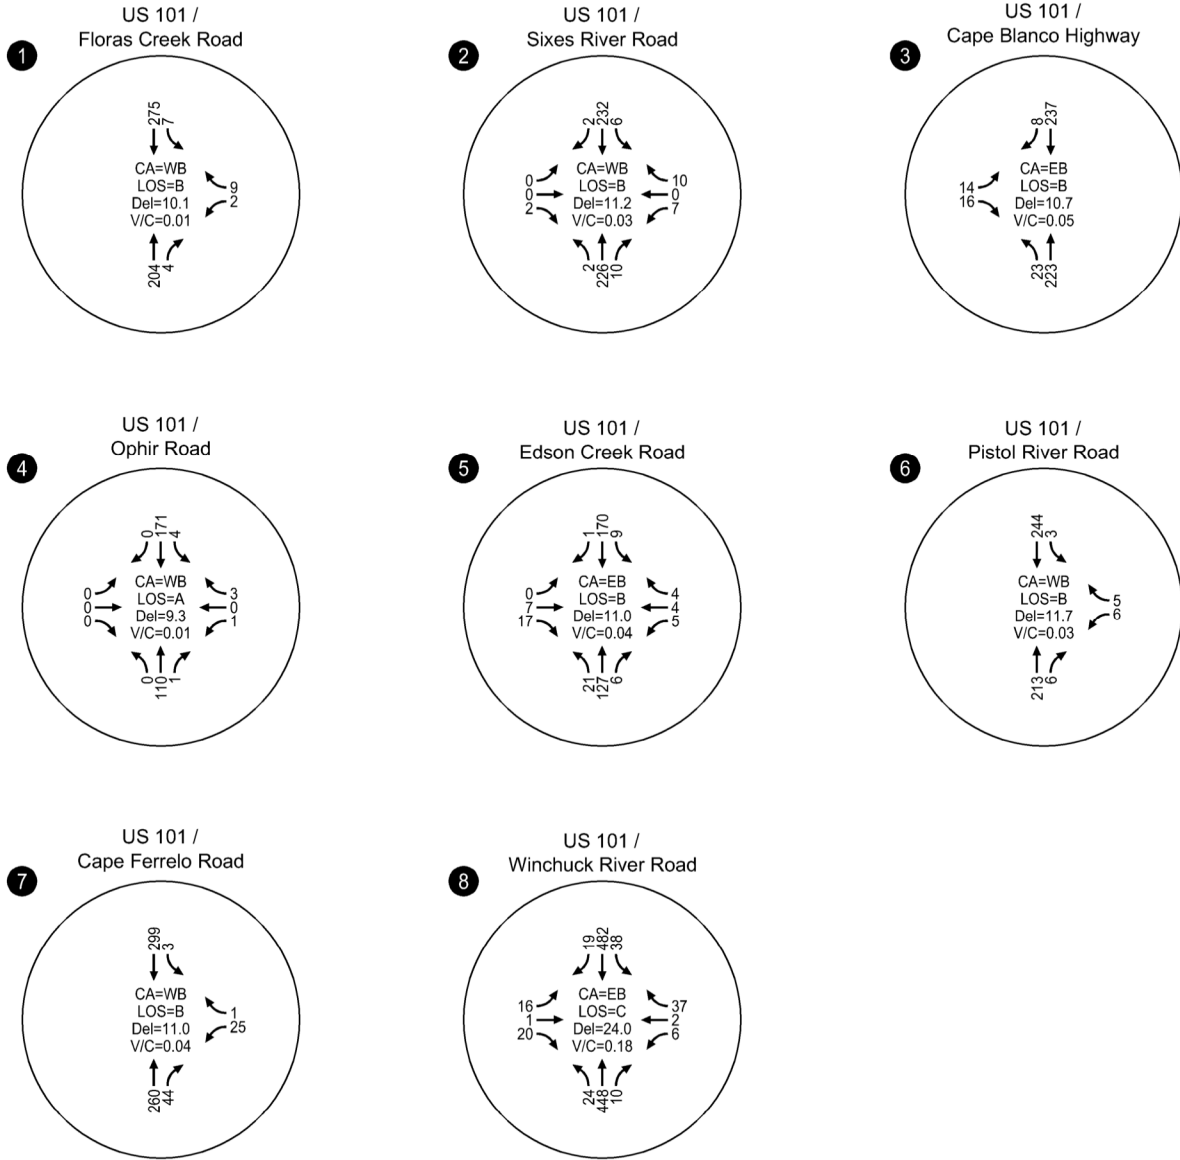 1
US 101 /
Floras Creek Road
275
7
CA=WB
LOS=B
Del=10.1
V/C=0.01
9
2
204
4
2
US 101 /
Sixes River Road
2
232
6
0
0
2
CA=WB
LOS=B
Del=11.2
V/C=0.03
10
0
7
2
226
10
3
US 101 /
Cape Blanco Highway
8
237
14
16
CA=EB
LOS=B
Del=10.7
V/C=0.05
23
223
4
US 101 /
Ophir Road
0
171
4
0
0
0
CA=WB
LOS=A
Del=9.3
V/C=0.01
3
0
1
0
110
1
5
US 101 /
Edson Creek Road
1
170
9
0
7
17
CA=EB
LOS=B
Del=11.0
V/C=0.04
4
4
5
21
127
6
6
US 101 /
Pistol River Road
244
3
CA=WB
LOS=B
Del=11.7
V/C=0.03
5
6
213
6
7
US 101 /
Cape Ferrelo Road
299
3
CA=WB
LOS=B
Del=11.0
V/C=0.04
1
25
260
44
8
US 101 /
Winchuck River Road
19
482
38
16
1
20
CA=EB
LOS=C
Del=24.0
V/C=0.18
37
2
6
24
448
10